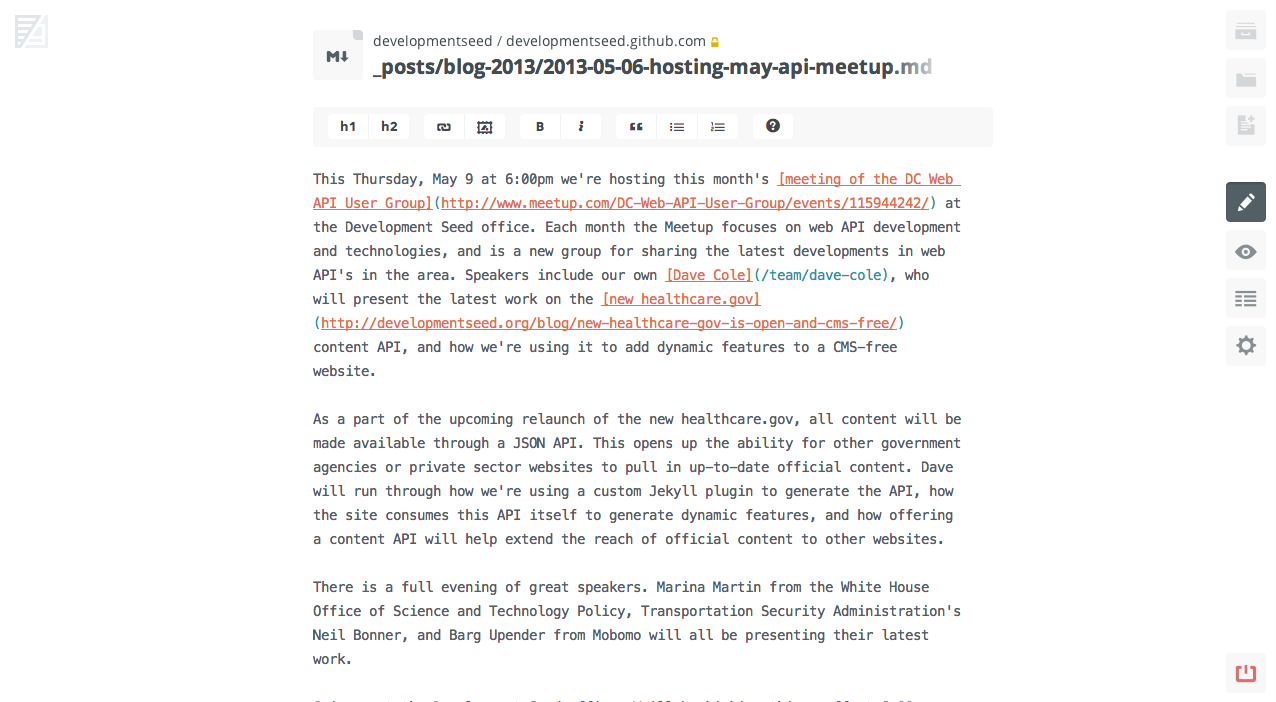 developmentseed / developmentseed.github.com
M↓
_posts/blog-2013/2013-05-06-hosting-may-api-meetup.md
h1 h2 B i ?
This Thursday, May 9 at 6:00pm we're hosting this month's [meeting of the DC Web
API User Group](http://www.meetup.com/DC-Web-API-User-Group/events/115944242/) at
the Development Seed office. Each month the Meetup focuses on web API development
and technologies, and is a new group for sharing the latest developments in web
API's in the area. Speakers include our own [Dave Cole](/team/dave-cole), who
will present the latest work on the [new healthcare.gov]
(http://developmentseed.org/blog/new-healthcare-gov-is-open-and-cms-free/)
content API, and how we're using it to add dynamic features to a CMS-free
website.
As a part of the upcoming relaunch of the new healthcare.gov, all content will be
made available through a JSON API. This opens up the ability for other government
agencies or private sector websites to pull in up-to-date official content. Dave
will run through how we're using a custom Jekyll plugin to generate the API, how
the site consumes this API itself to generate dynamic features, and how offering
a content API will help extend the reach of official content to other websites.
There is a full evening of great speakers. Marina Martin from the White House
Office of Science and Technology Policy, Transportation Security Administration's
Neil Bonner, and Barg Upender from Mobomo will all be presenting their latest
work.